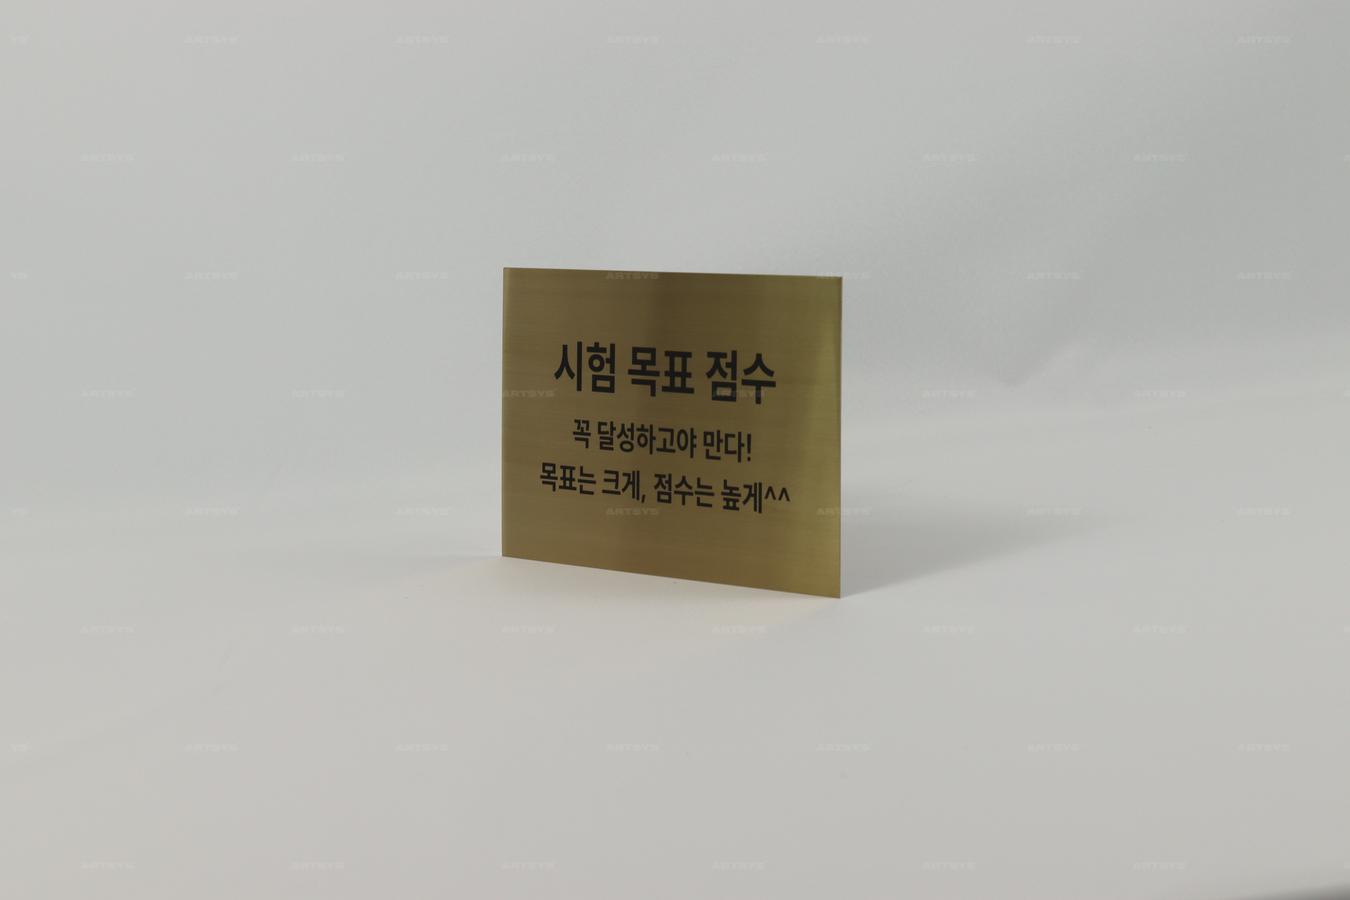 시험 목표 점수
꼭 달성하고야 만다!
목표는 크게, 점수는 높게^^
ARTSYS